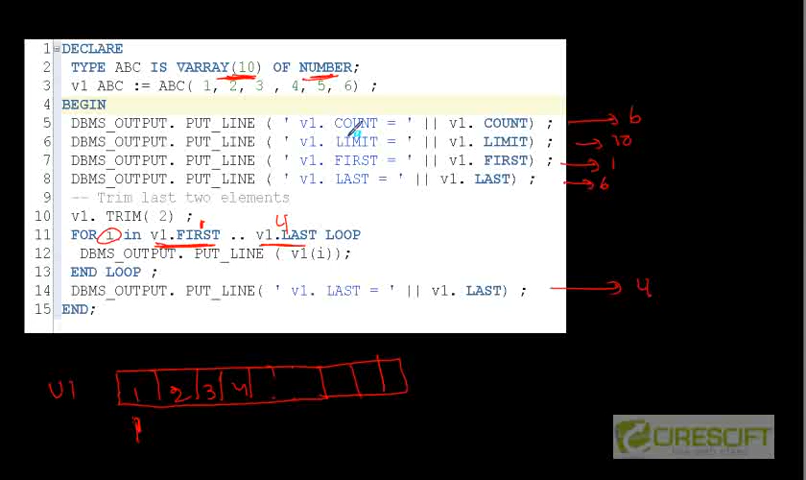 1 DECLARE
2 TYPE ABC IS VARRAY(10) OF NUMBER;
3 v1 ABC := ABC( 1, 2, 3 , 4, 5, 6) ;
4 BEGIN
5 DBMS_OUTPUT. PUT_LINE ( ' v1. COUNT = ' || v1. COUNT) ; 6
6 DBMS_OUTPUT. PUT_LINE ( ' v1. LIMIT = ' || v1. LIMIT) ; 10
7 DBMS_OUTPUT. PUT_LINE ( ' v1. FIRST = ' || v1. FIRST) ; 1
8 DBMS_OUTPUT. PUT_LINE ( ' v1. LAST = ' || v1. LAST) ; 6
9 -- Trim last two elements
10 v1. TRIM( 2) ;
1 4
11 FOR i in v1.FIRST .. v1.LAST LOOP
12 DBMS_OUTPUT. PUT_LINE ( v1(i));
13 END LOOP ;
14 DBMS_OUTPUT. PUT_LINE( ' v1. LAST = ' || v1. LAST) ; 4
15 END;
V1 1 2 3 4
CIRESCIFT